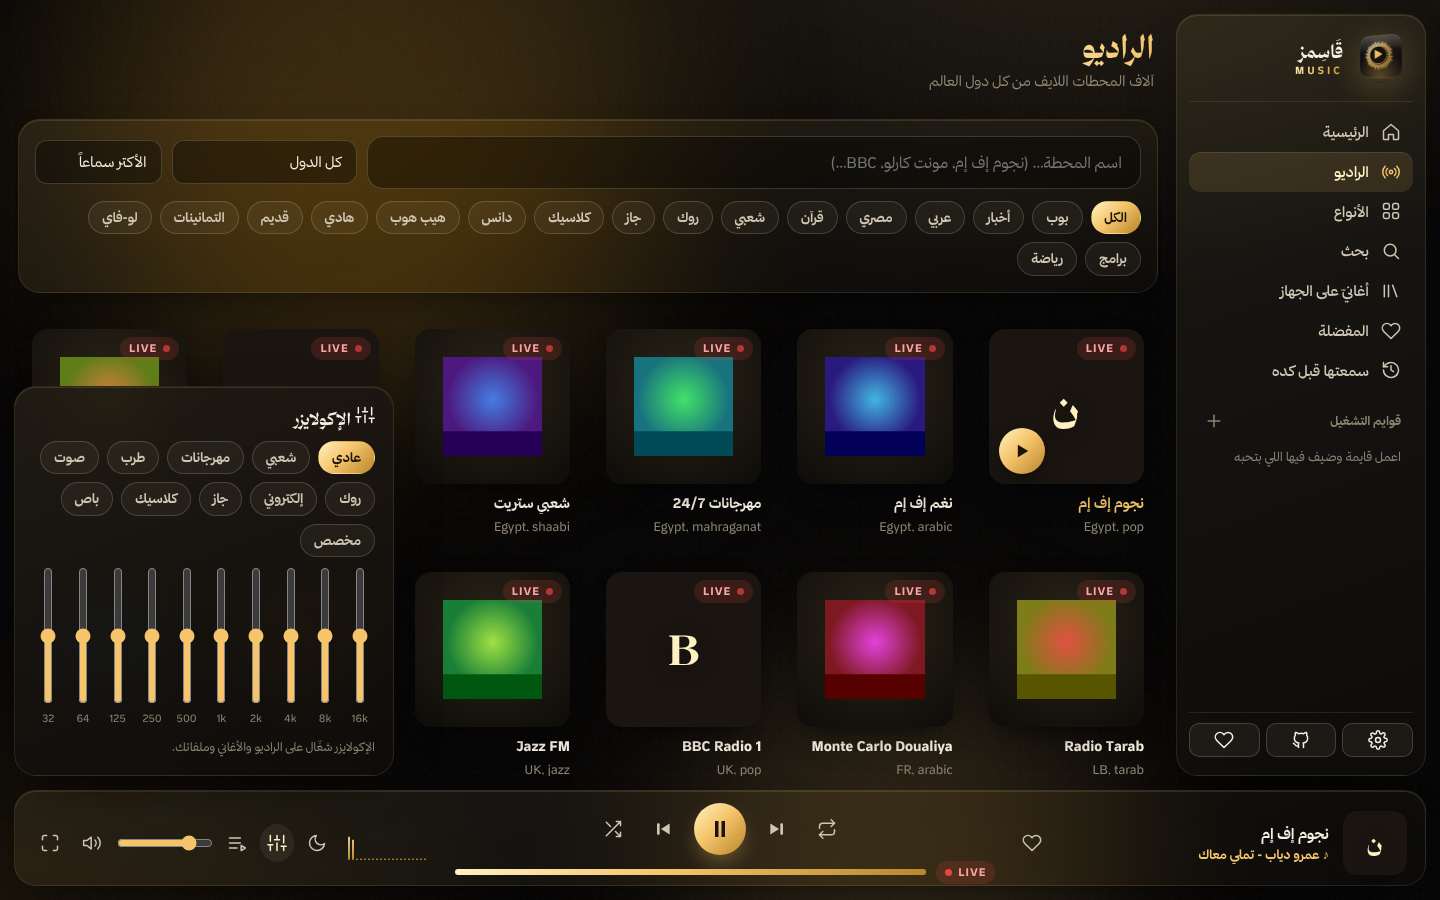 قَاسِمز
MUSIC
الرئيسية
الراديو
الأنواع
بحث
أغانيّ على الجهاز
المفضلة
سمعتها قبل كده
قوايم التشغيل
اعمل قايمة وضيف فيها اللي بتحبه
الراديو
آلاف المحطات اللايف من كل دول العالم
اسم المحطة... (نجوم إف إم، مونت كارلو، BBC...)
كل الدول
الأكتر سماعاً
الكل بوب أخبار عربي مصري قرآن شعبي روك جاز كلاسيك دانس هيب هوب هادي قديم التمانينات لو-فاي
برامج رياضة
LIVE LIVE LIVE LIVE LIVE LIVE
ن
نجوم إف إم
Egypt، pop
نغم إف إم
Egypt، arabic
مهرجانات 24/7
Egypt، mahraganat
شعبي ستريت
Egypt، shaabi
LIVE LIVE LIVE LIVE
B
Radio Tarab
LB، tarab
Monte Carlo Doualiya
FR، arabic
BBC Radio 1
UK، pop
Jazz FM
UK، jazz
الإكولايزر
عادي شعبي مهرجانات طرب صوت
روك إلكتروني جاز كلاسيك باص
مخصص
32 64 125 250 500 1k 2k 4k 8k 16k
الإكولايزر شغّال على الراديو والأغاني وملفاتك.
ن
نجوم إف إم
♪ عمرو دياب - تملي معاك
LIVE